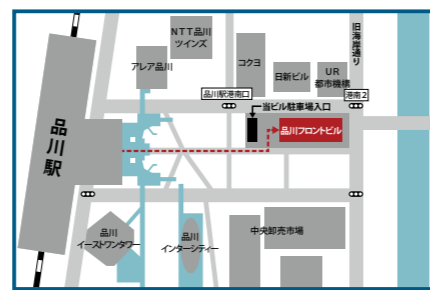 NTT品川
ツインズ
アレア品川
コクヨ
日新ビル
UR
都市機構
旧海岸通り
品川駅港南口
港南2
当ビル駐車場入口
品川フロントビル
品川駅
品川
イーストワンタワー
品川
インターシティー
中央卸売市場